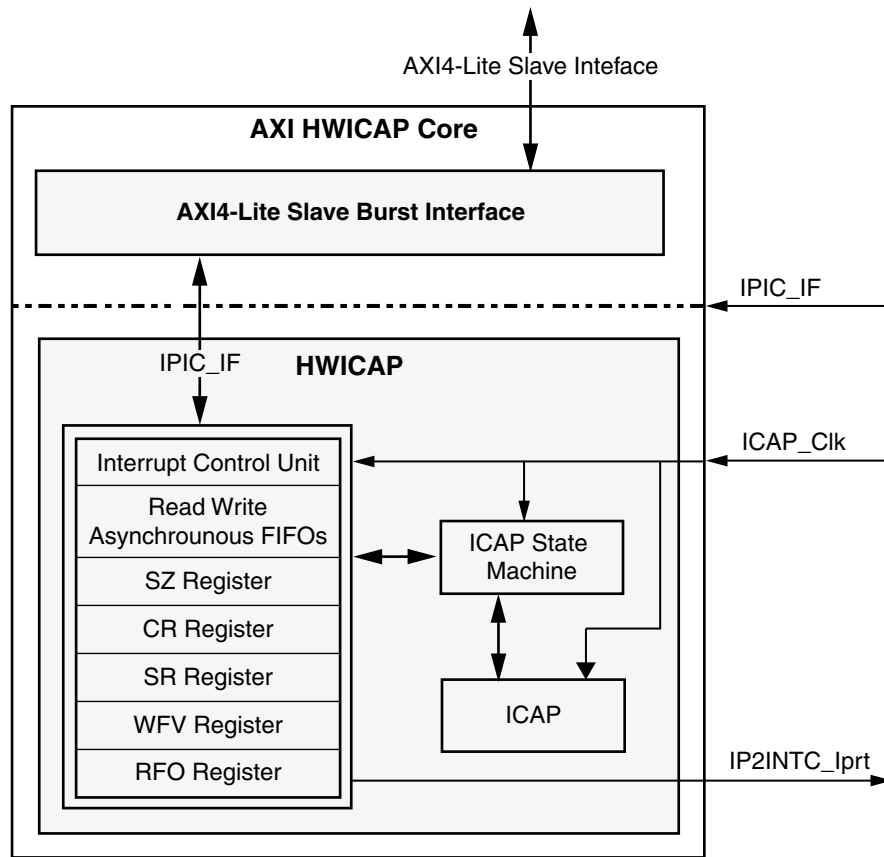 AXI4-Lite Slave Inteface
AXI HWICAP Core
AXI4-Lite Slave Burst Interface
IPIC_IF
IPIC_IF
HWICAP
ICAP_Clk
Interrupt Control Unit
Read Write
Asynchrounous FIFOs
ICAP State
Machine
SZ Register
CR Register
SR Register
ICAP
WFV Register
RFO Register
IP2INTC_Iprt